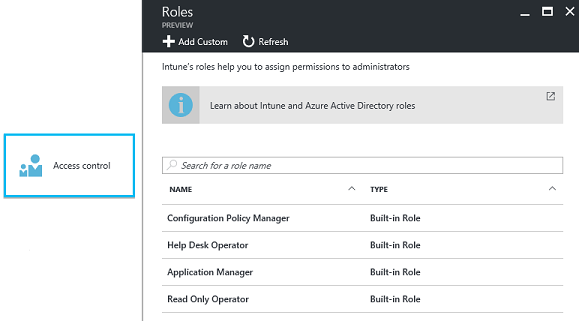 Roles
PREVIEW
Add Custom Refresh
Intune's roles help you to assign permissions to administrators
Learn about Intune and Azure Active Directory roles
Access control
Search for a role name
NAME TYPE
Configuration Policy Manager Built-in Role
Help Desk Operator Built-in Role
Application Manager Built-in Role
Read Only Operator Built-in Role